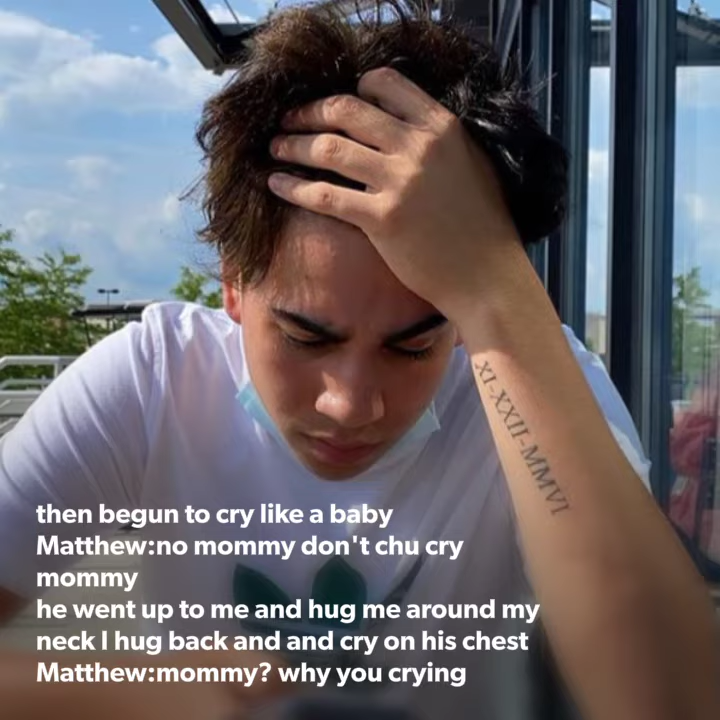 XI-XXII-MMVI
then begun to cry like a baby
Matthew:no mommy don't chu cry
mommy
he went up to me and hug me around my
neck I hug back and and cry on his chest
Matthew:mommy? why you crying